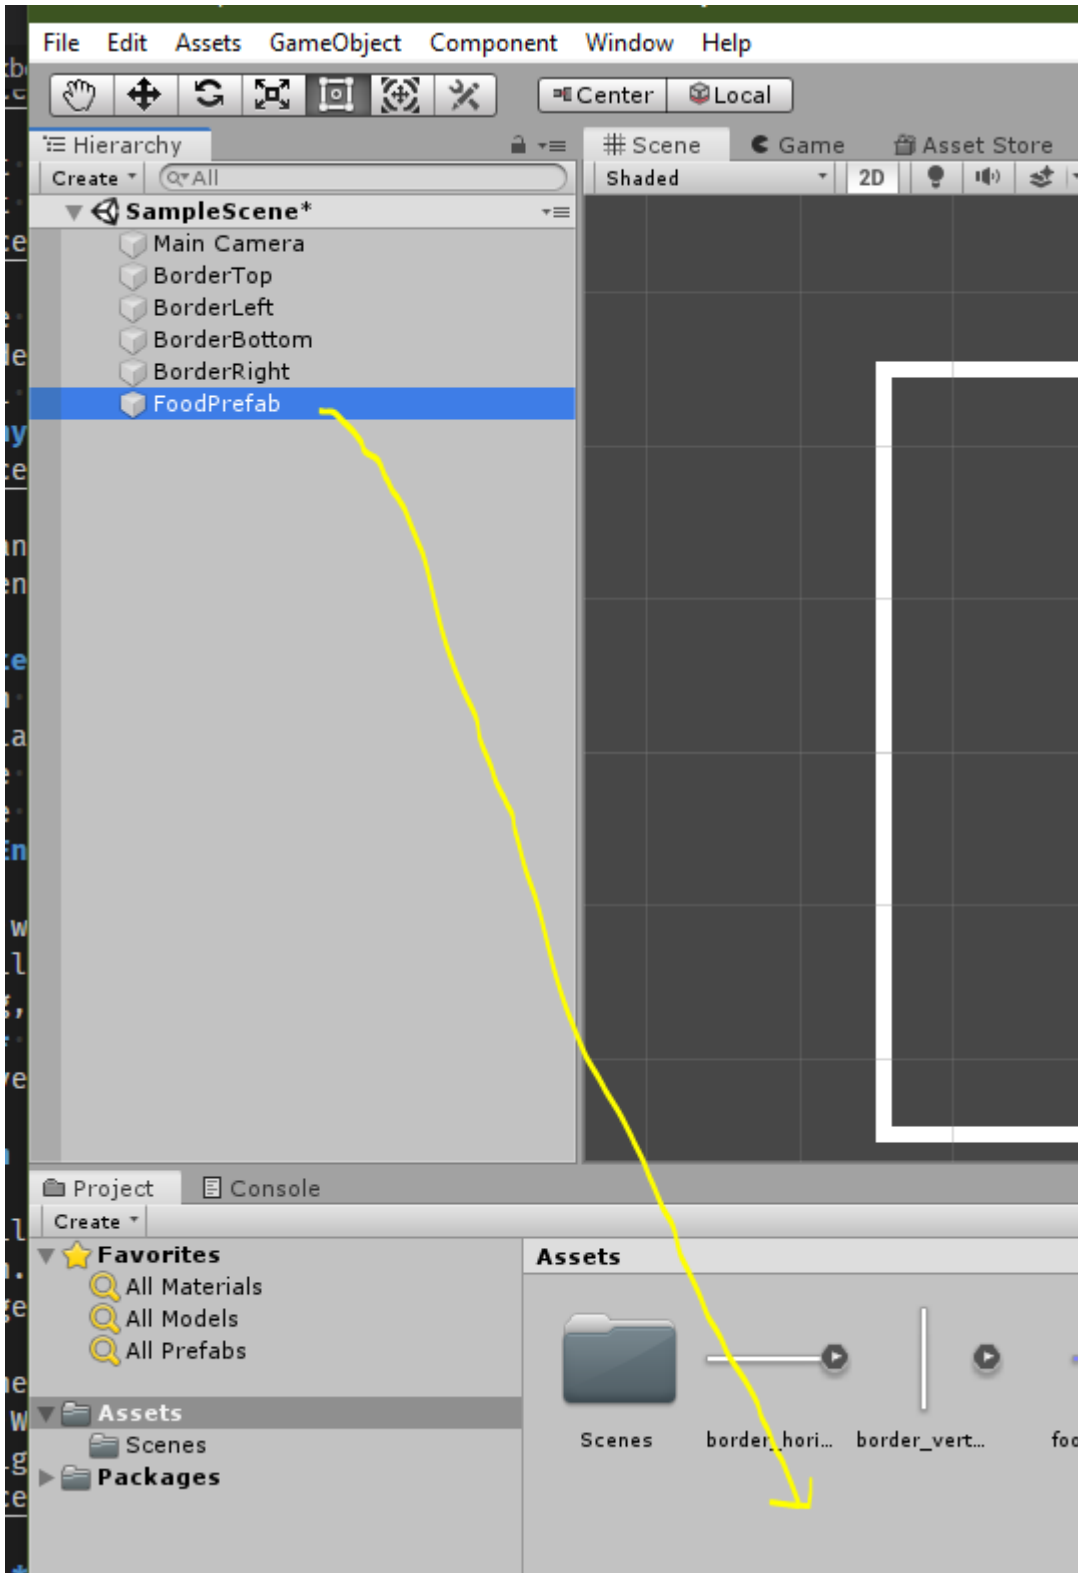 File Edit Assets GameObject Component Window Help
Center Local
Hierarchy
Scene Game Asset Store
Create All
Shaded 2D
SampleScene*
Main Camera
BorderTop
BorderLeft
BorderBottom
BorderRight
FoodPrefab
Project Console
Create
Favorites
Assets
All Materials
All Models
All Prefabs
Assets
Scenes
Packages
Scenes border_hori... border_vert... foo